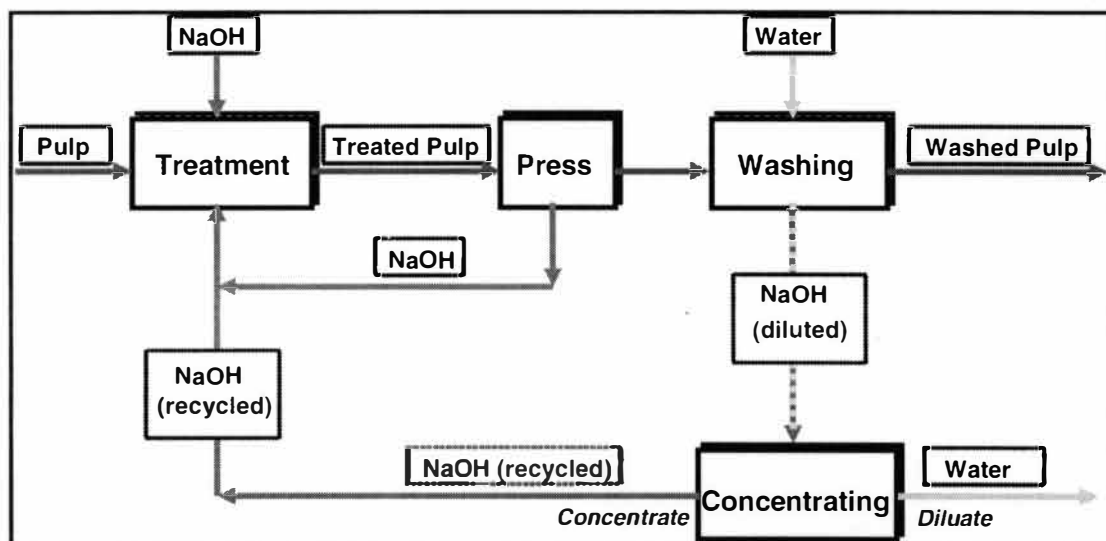 NaOH
Water
Pulp
Treatment
Treated Pulp
Press
Washing
Washed Pulp
NaOH
NaOH
(diluted)
NaOH
(recycled)
NaOH (recycled)
Concentrate
Concentrating
Water
Diluate